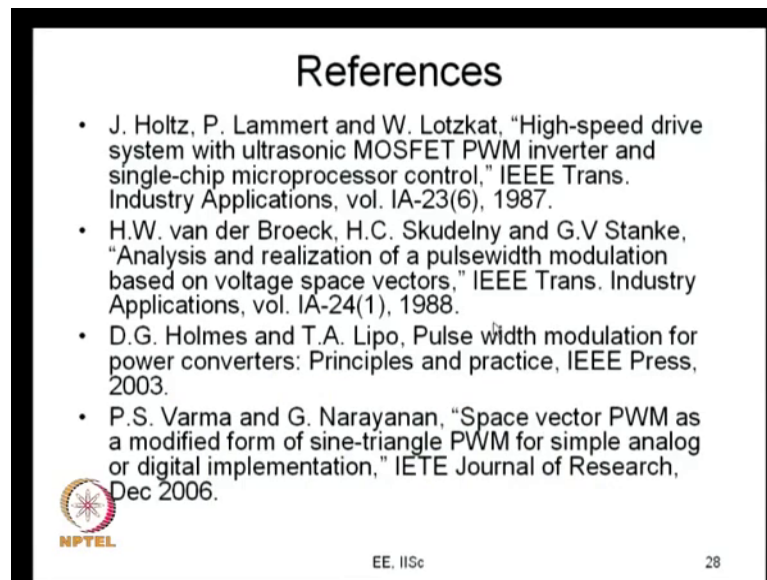 References
• J. Holtz, P. Lammert and W. Lotzkat, "High-speed drive
system with ultrasonic MOSFET PWM inverter and
single-chip microprocessor control," IEEE Trans.
Industry Applications, vol. IA-23(6), 1987.
• H.W. van der Broeck, H.C. Skudelny and G.V Stanke,
"Analysis and realization of a pulsewidth modulation
based on voltage space vectors," IEEE Trans. Industry
Applications, vol. IA-24(1), 1988.
• D.G. Holmes and T.A. Lipo, Pulse width modulation for
power converters: Principles and practice, IEEE Press,
2003.
• P.S. Varma and G. Narayanan, "Space vector PWM as
a modified form of sine-triangle PWM for simple analog
or digital implementation," IETE Journal of Research,
Dec 2006.
NPTEL
EE, IISc
28